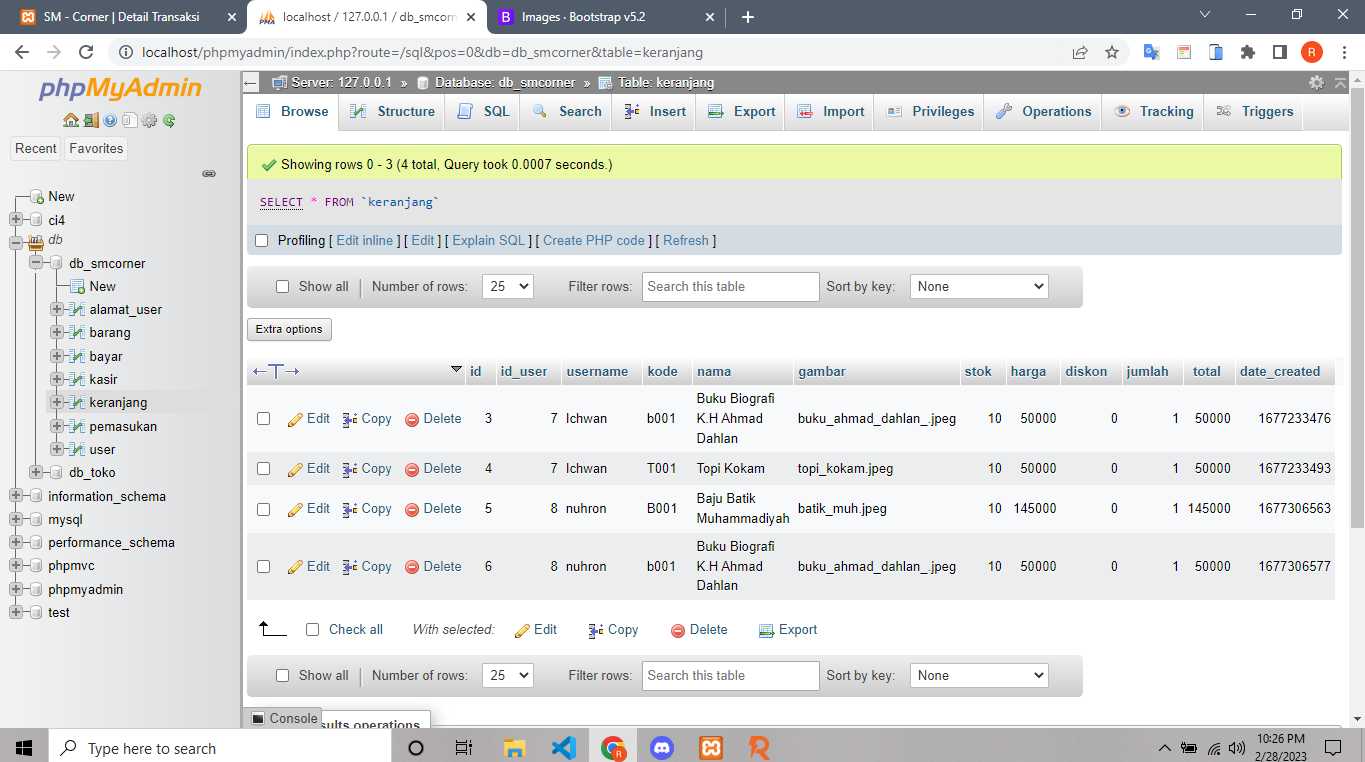 SM - Corner | Detail Transaksi
localhost / 127.0.0.1 / db_smcorn
Images · Bootstrap v5.2
localhost/phpmyadmin/index.php?route=/sql&pos=0&db=db_smcorner&table=keranjang
R
phpMyAdmin
Recent Favorites
New
ci4
db
db_smcorner
New
alamat_user
barang
bayar
kasir
keranjang
pemasukan
user
db_toko
information_schema
mysql
performance_schema
phpmvc
phpmyadmin
test
Server: 127.0.0.1 » Database: db_smcorner » Table: keranjang
Browse Structure SQL Search Insert Export Import Privileges Operations Tracking Triggers
Showing rows 0 - 3 (4 total, Query took 0.0007 seconds.)
SELECT * FROM `keranjang`
Profiling [ Edit inline ] [ Edit ] [ Explain SQL ] [ Create PHP code ] [ Refresh ]
Show all | Number of rows: 25 Filter rows: Search this table Sort by key: None
Extra options
←T→ id id_user username kode nama gambar stok harga diskon jumlah total date_created
Edit Copy Delete 3 7 Ichwan b001 Buku Biografi K.H Ahmad Dahlan buku_ahmad_dahlan_.jpeg 10 50000 0 1 50000 1677233476
Edit Copy Delete 4 7 Ichwan T001 Topi Kokam topi_kokam.jpeg 10 50000 0 1 50000 1677233493
Edit Copy Delete 5 8 nuhron B001 Baju Batik Muhammadiyah batik_muh.jpeg 10 145000 0 1 145000 1677306563
Edit Copy Delete 6 8 nuhron b001 Buku Biografi K.H Ahmad Dahlan buku_ahmad_dahlan_.jpeg 10 50000 0 1 50000 1677306577
Check all With selected: Edit Copy Delete Export
Show all | Number of rows: 25 Filter rows: Search this table Sort by key: None
Console
operations
Type here to search
10:26 PM
2/28/2023